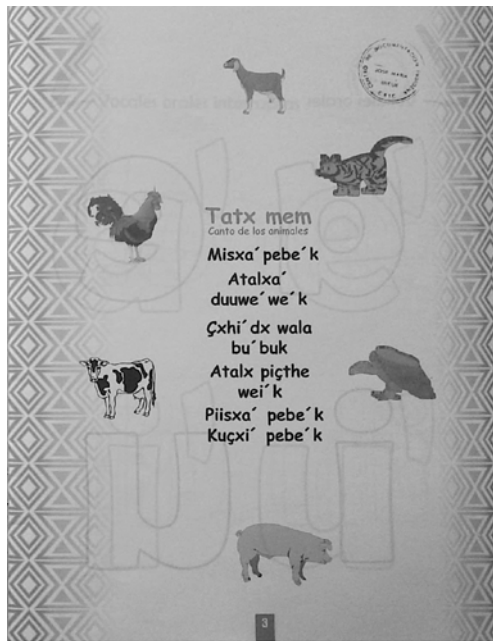 Tatx mem
Canto de los animales
Misxa´ pebe´k
Atalxa´
duuwe´we´k
Çxhi´dx wala
bu´buk
Atalx piçthe
wei´k
Piisxa´ pebe´k
Kuçxi´ pebe´k
3